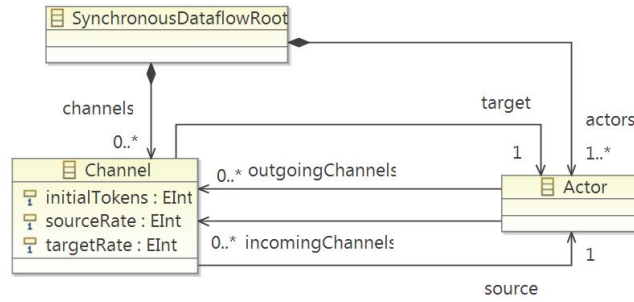 SynchronousDataflowRoot
channels
0..*
target
1
actors
1..*
Channel
initialTokens : EInt
sourceRate : EInt
targetRate : EInt
0..* outgoingChannels
0..* incomingChannels
Actor
1
source